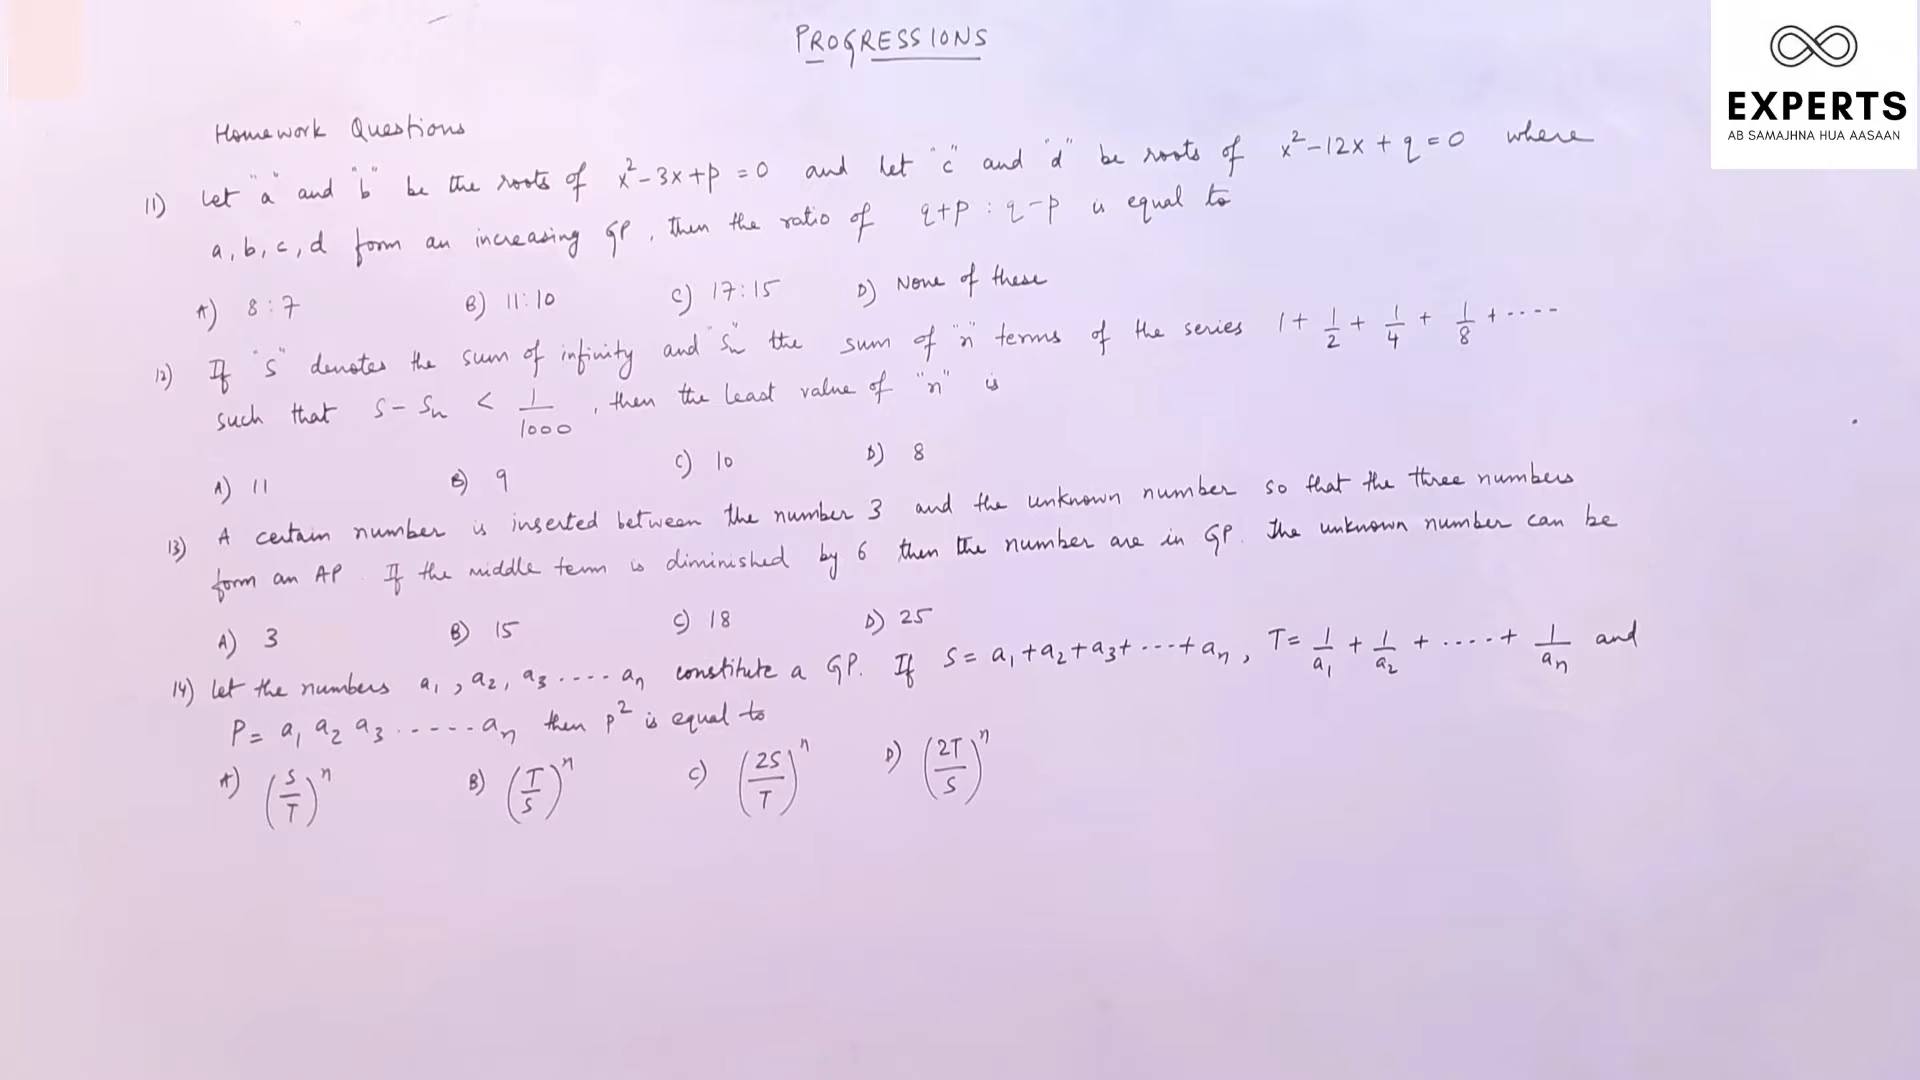 PROGRESSIONS
EXPERTS
AB SAMAJHNA HUA AASAAN
Homework Questions
11) Let "a" and "b" be the roots of x²-3x+p=0 and let "c" and "d" be roots of x²-12x+q=0 where
a, b, c, d form an increasing GP, then the ratio of q+p : q-p is equal to
A) 8:7 B) 11:10 C) 17:15 D) None of these
12) If "S" denotes the sum of infinity and "Sn" the sum of "n" terms of the series 1+ 1/2 + 1/4 + 1/8 + ....
such that S-Sn < 1/1000, then the least value of "n" is
A) 11 B) 9 C) 10 D) 8
13) A certain number is inserted between the number 3 and the unknown number so that the three numbers
form an AP. If the middle term is diminished by 6 then the number are in GP. The unknown number can be
A) 3 B) 15 C) 18 D) 25
14) Let the numbers a₁, a₂, a₃ .... aₙ constitute a GP. If S= a₁+a₂+a₃+....+aₙ, T= 1/a₁ + 1/a₂ + ....+ 1/aₙ and
P= a₁ a₂ a₃ ...... aₙ then p² is equal to
A) (S/T)ⁿ B) (T/S)ⁿ C) (2S/T)ⁿ D) (2T/S)ⁿ